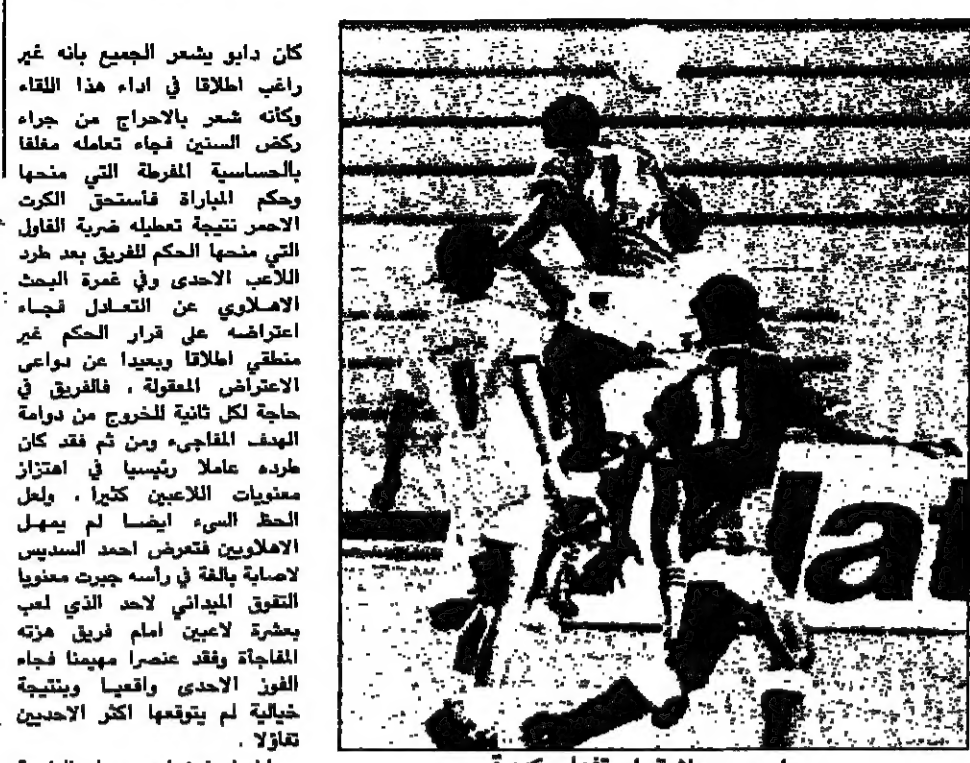 كان دابو يشعر الجميع بانه غير
راغب اطلاقا في اداء هذا اللقاء
وكأنه شعر بالاحراج من جراء
ركض السنين فجاء تعامله مغلفا
بالحساسية المفرطة التي منحها
وحكم المباراة فأستحق الكرت
الاحمر نتيجة تعطيله ضربة الفاول
التي منحها الحكم للفريق بعد طرد
اللاعب الاحدى وفي غمرة البحث
الاهلاوي عن التعادل فجاء
اعتراضه على قرار الحكم غير
منطقي اطلاقا وبعيدا عن دواعى
الاعتراض المعقولة ، فالفريق في
حاجة لكل ثانية للخروج من دوامة
الهدف المفاجىء ومن ثم فقد كان
طرده عاملا رئيسيا في اهتزاز
معنويات اللاعبين كثيرا . ولعل
الحظ السيء ايضا لم يمهل
الاهلاويين فتعرض احمد السديس
لاصابة بالغة في رأسه جيرت معنويا
التفوق الميداني لاحد الذي لعب
بعشرة لاعبين امام فريق هزته
المفاجأة وفقد عنصرا مهيمنا فجاء
الفوز الاحدى واقعيا وبنتيجة
خيالية لم يتوقعها اكثر الاحديين
تفاؤلا .
lat